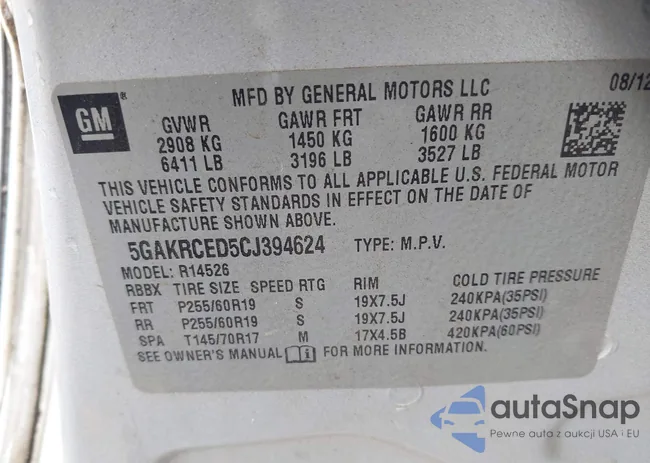 MFD BY GENERAL MOTORS LLC 08/12
GM
GVWR GAWR FRT GAWR RR
2908 KG 1450 KG 1600 KG
6411 LB 3196 LB 3527 LB
THIS VEHICLE CONFORMS TO ALL APPLICABLE U.S. FEDERAL MOTOR
VEHICLE SAFETY STANDARDS IN EFFECT ON THE DATE OF
MANUFACTURE SHOWN ABOVE.
5GAKRCED5CJ394624 TYPE: M.P.V.
MODEL: R14526
RBBX TIRE SIZE SPEED RTG RIM COLD TIRE PRESSURE
FRT P255/60R19 S 19X7.5J 240KPA(35PSI)
RR P255/60R19 S 19X7.5J 240KPA(35PSI)
SPA T145/70R17 M 17X4.5B 420KPA(60PSI)
SEE OWNER'S MANUAL FOR MORE INFORMATION.
autaSnap
Pewne auto z aukcji USA i EU